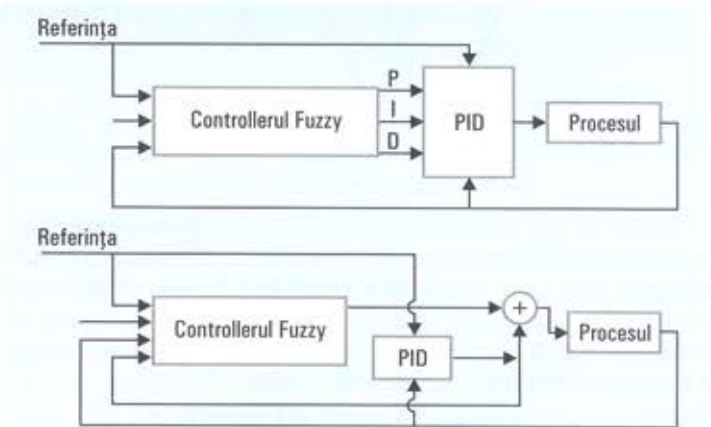 Referința
Controllerul Fuzzy
P
I
D
PID
Procesul
Referința
Controllerul Fuzzy
PID
+
Procesul